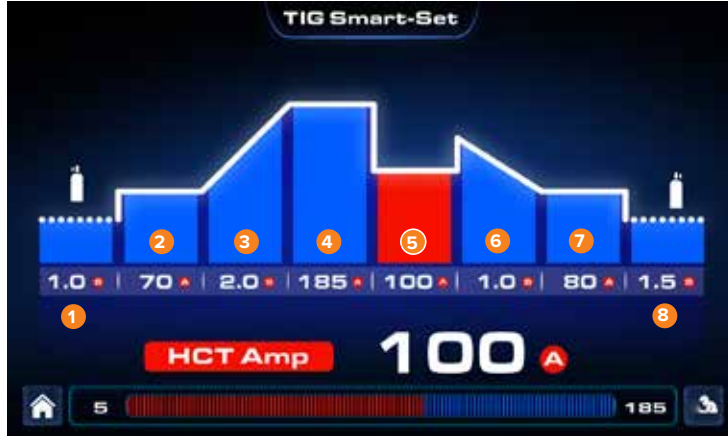 TIG Smart-Set
2 3 4 5 6 7
1.0 S | 70 A | 2.0 S | 185 A | 100 A | 1.0 S | 80 A | 1.5 S
1 8
HCT Amp 100 A
5 185